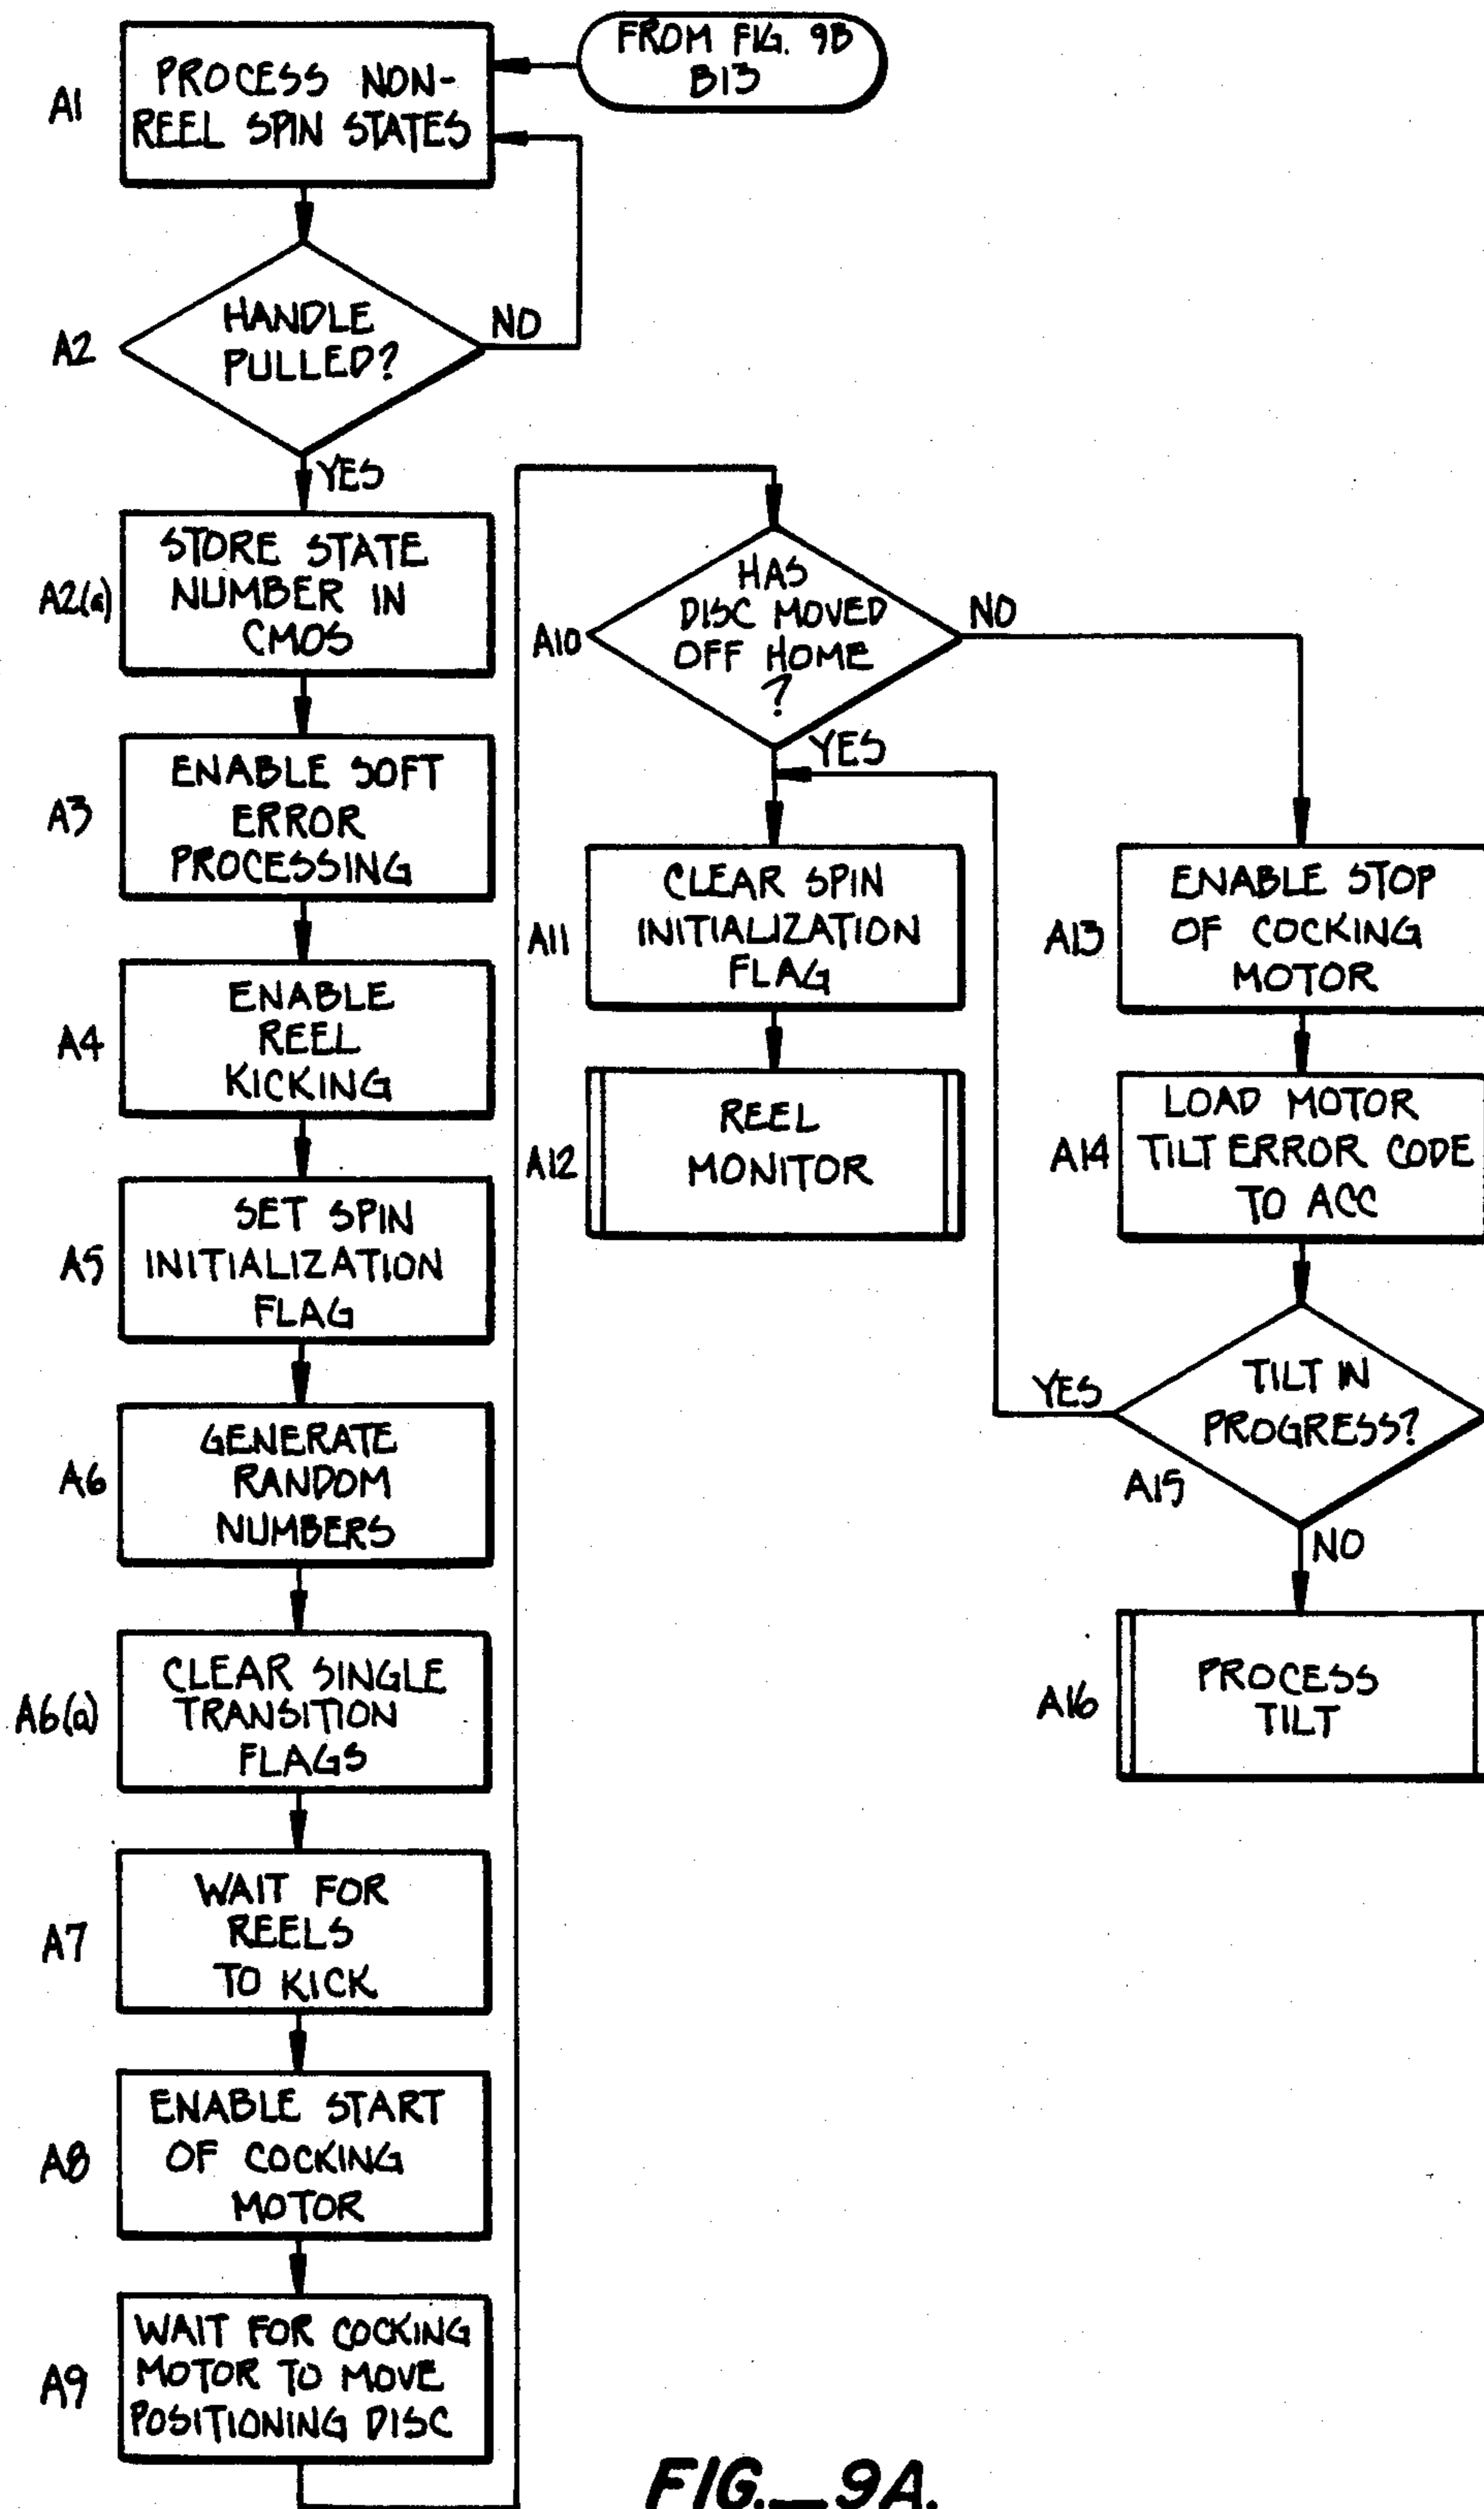 FROM FIG. 9B
B13
A1
PROCESS NON-
REEL SPIN STATES
A2
HANDLE
PULLED?
NO
YES
A2(a)
STORE STATE
NUMBER IN
CMOS
A3
ENABLE SOFT
ERROR
PROCESSING
A4
ENABLE
REEL
KICKING
A5
SET SPIN
INITIALIZATION
FLAG
A6
GENERATE
RANDOM
NUMBERS
A6(a)
CLEAR SINGLE
TRANSITION
FLAGS
A7
WAIT FOR
REELS
TO KICK
A8
ENABLE START
OF COCKING
MOTOR
A9
WAIT FOR COCKING
MOTOR TO MOVE
POSITIONING DISC
A10
HAS
DISC MOVED
OFF HOME
?
NO
YES
A11
CLEAR SPIN
INITIALIZATION
FLAG
A12
REEL
MONITOR
A13
ENABLE STOP
OF COCKING
MOTOR
A14
LOAD MOTOR
TILT ERROR CODE
TO ACC
A15
TILT IN
PROGRESS?
YES
NO
A16
PROCESS
TILT
FIG._9A.